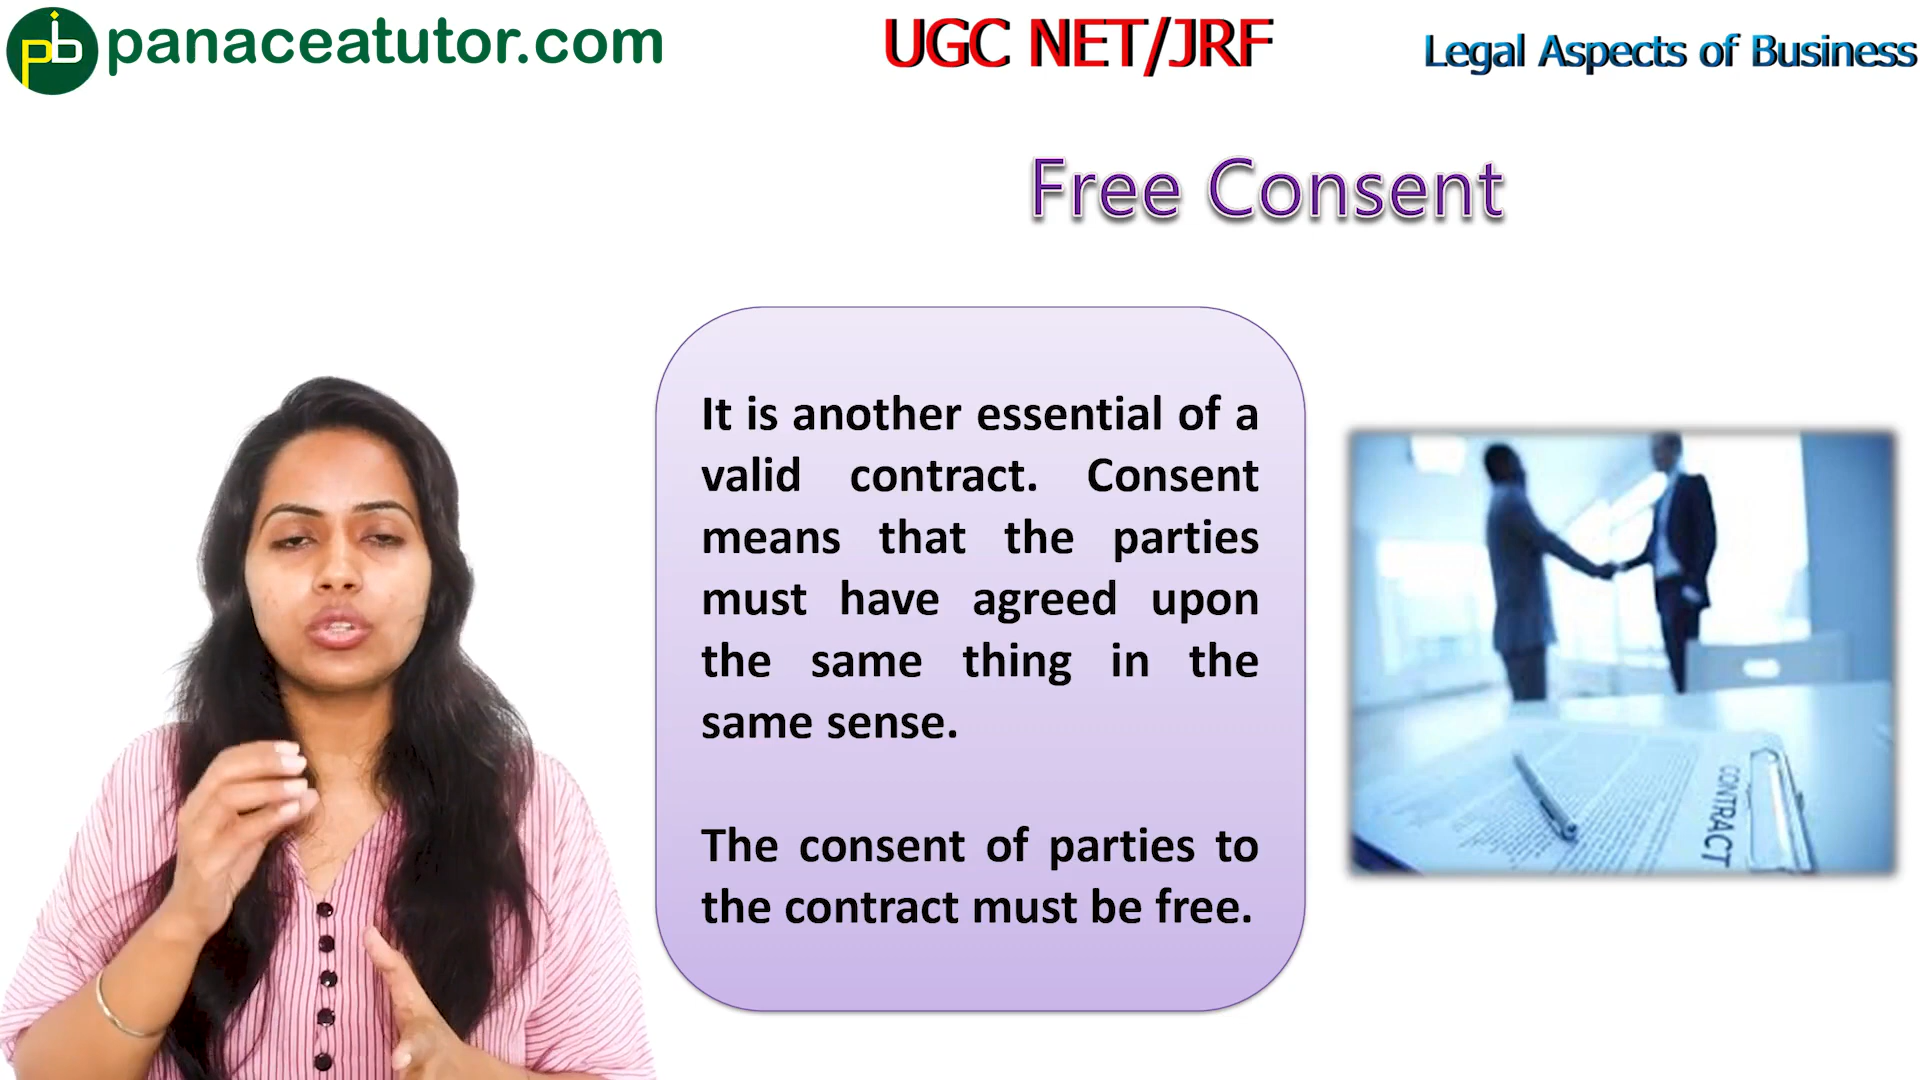 pb panaceatutor.com
UGC NET/JRF
Legal Aspects of Business
Free Consent
It is another essential of a
valid contract. Consent
means that the parties
must have agreed upon
the same thing in the
same sense.
The consent of parties to
the contract must be free.
CONTRACT